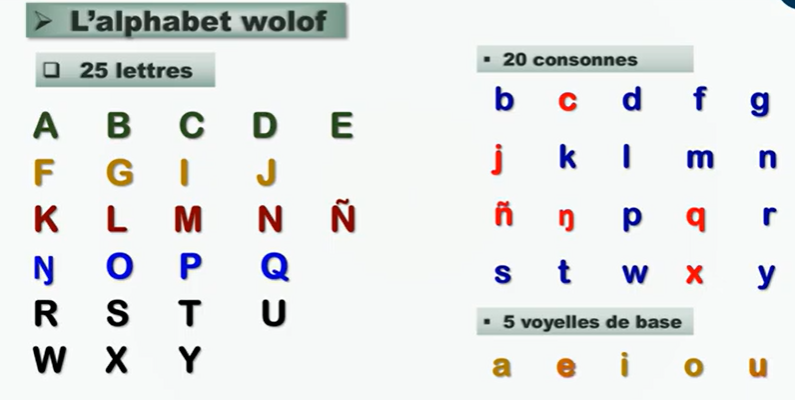 ➢ L’alphabet wolof
❑ 25 lettres
A B C D E
F G I J
K L M N Ñ
Ŋ O P Q
R S T U
W X Y
▪ 20 consonnes
b c d f g
j k l m n
ñ ŋ p q r
s t w x y
▪ 5 voyelles de base
a e i o u